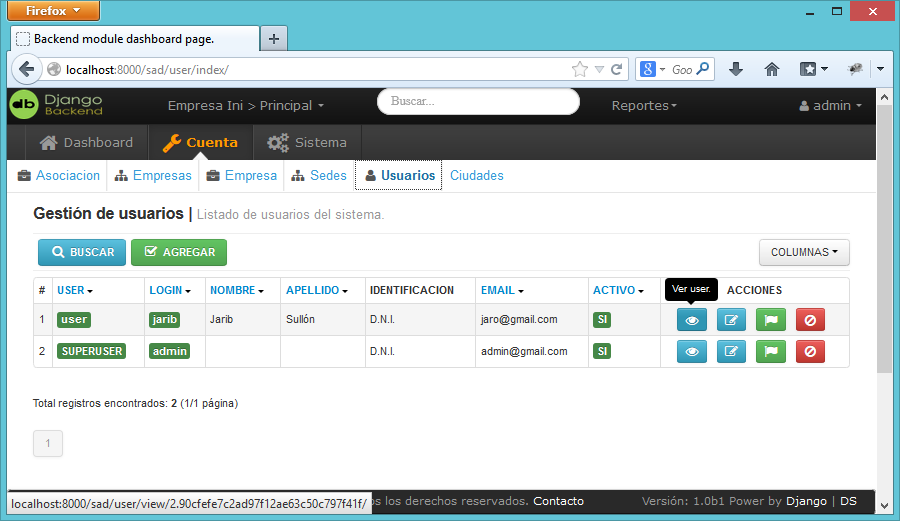 Firefox
Backend module dashboard page.
localhost:8000/sad/user/index/
Goo
Django Backend
Empresa Ini > Principal
Buscar...
Reportes
admin
Dashboard
Cuenta
Sistema
Asociacion
Empresas
Empresa
Sedes
Usuarios
Ciudades
Gestión de usuarios | Listado de usuarios del sistema.
BUSCAR
AGREGAR
COLUMNAS
Ver user.
# USER LOGIN NOMBRE APELLIDO IDENTIFICACION EMAIL ACTIVO ACCIONES
1 user jarib Jarib Sullón D.N.I. jaro@gmail.com SI
2 SUPERUSER admin D.N.I. admin@gmail.com SI
Total registros encontrados: 2 (1/1 página)
1
localhost:8000/sad/user/view/2.90cfefe7c2ad97f12ae63c50c797f41f/
os los derechos reservados. Contacto
Versión: 1.0b1 Power by Django | DS